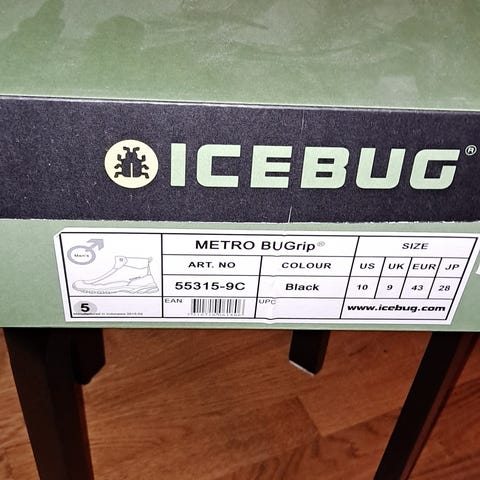 ICEBUG®
Men's
METRO BUGrip®
SIZE
ART. NO
COLOUR
US UK EUR JP
55315-9C
Black
10 9 43 28
EAN
UPC
www.icebug.com
5